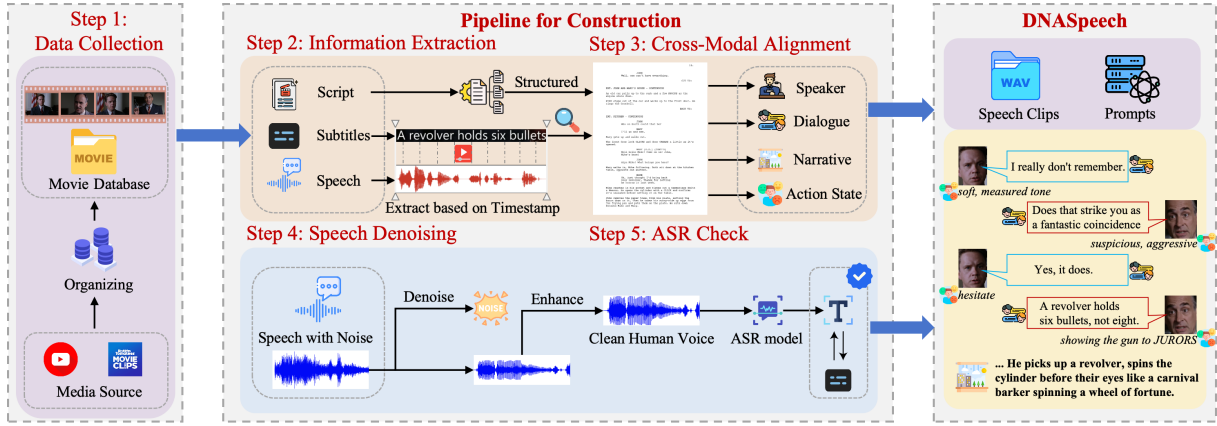 Step 1:
Data Collection
MOVIE
Movie Database
Organizing
MOVIE
CLIPS
Media Source
Pipeline for Construction
Step 2: Information Extraction
Script
Subtitles
Speech
Structured
A revolver holds six bullets
Extract based on Timestamp
Step 3: Cross-Modal Alignment
Speaker
Dialogue
Narrative
Action State
Step 4: Speech Denoising
Speech with Noise
Denoise
NOISE
Enhance
Step 5: ASR Check
Clean Human Voice
ASR model
T
DNASpeech
WAV
Speech Clips
Prompts
I really don't remember.
soft, measured tone
Does that strike you as
a fantastic coincidence
suspicious, aggressive
Yes, it does.
hesitate
A revolver holds
six bullets, not eight.
showing the gun to JURORS
... He picks up a revolver, spins the
cylinder before their eyes like a carnival
barker spinning a wheel of fortune.